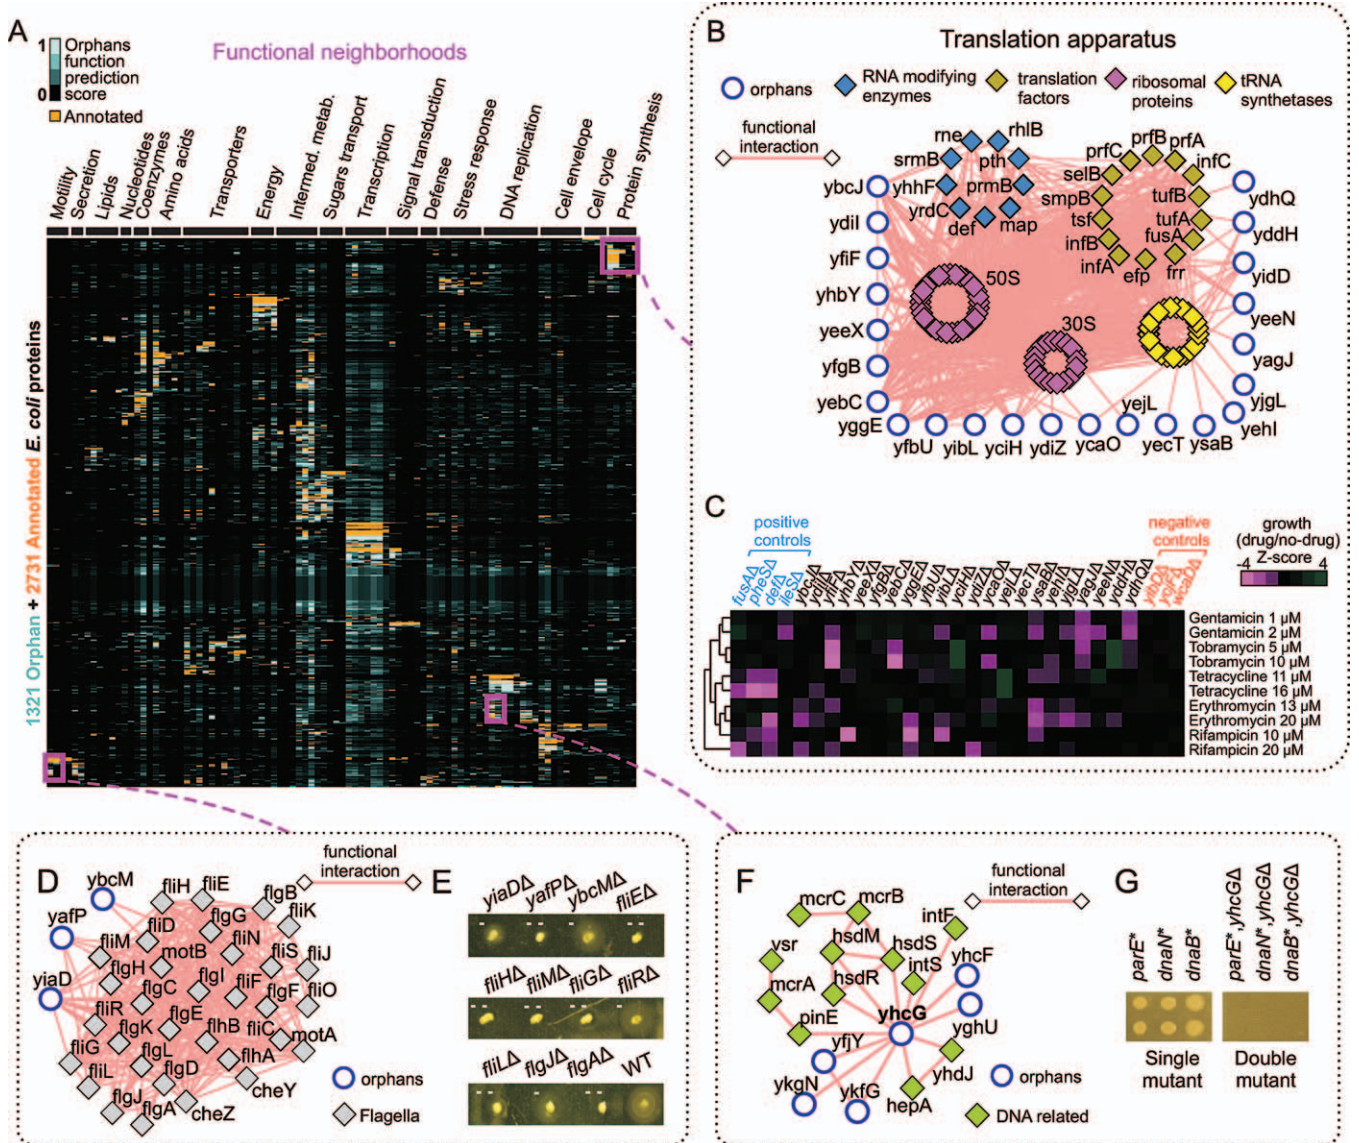 A
1
0
Orphans
function
prediction
score
Annotated
Functional neighborhoods
Motility
Secretion
Lipids
Nucleotides
Coenzymes
Amino acids
Transporters
Energy
Intermed. metab.
Sugars transport
Transcription
Signal transduction
Defense
Stress response
DNA replication
Cell envelope
Cell cycle
Protein synthesis
1321 Orphan + 2731 Annotated E. coli proteins
B
Translation apparatus
orphans
RNA modifying
enzymes
translation
factors
ribosomal
proteins
tRNA
synthetases
functional
interaction
rne
rhlB
srmB
pth
yhhF
prmB
yrdC
def
map
prfC
prfB
prfA
infC
selB
smpB
tufB
tsf
tufA
infB
fusA
infA
efp
frr
50S
30S
ybcJ
ydiI
yfiF
yhbY
yeeX
yfgB
yebC
yggE
yfbU
yibL
yciH
ydiZ
ycaO
yejL
yecT
ysaB
yehI
yjgL
yagJ
yeeN
yidD
yddH
ydhQ
C
positive
controls
negative
controls
growth
(drug/no-drug)
Z-score
-4
4
fusAΔ
pheSΔ
defΔ
ileSΔ
ybcJΔ
ydiIΔ
yfiFΔ
yhbYΔ
yeeXΔ
yfgBΔ
yebCΔ
yggEΔ
yfbUΔ
yibLΔ
yciHΔ
ydiZΔ
ycaOΔ
yejLΔ
yecTΔ
ysaBΔ
yehIΔ
yjgLΔ
yagJΔ
yeeNΔ
yddHΔ
ydhQΔ
yibDΔ
wcaDΔ
Gentamicin 1 µM
Gentamicin 2 µM
Tobramycin 5 µM
Tobramycin 10 µM
Tetracycline 11 µM
Tetracycline 16 µM
Erythromycin 13 µM
Erythromycin 20 µM
Rifampicin 10 µM
Rifampicin 20 µM
D
functional
interaction
ybcM
yafP
yiaD
fliH
fliE
flgB
fliK
fliD
flgG
fliM
fliN
fliS
fliJ
flgH
motB
flgI
fliF
flgC
flgF
fliO
fliR
flgE
flgK
flhB
fliC
motA
fliG
flgL
flhA
fliL
flgD
cheY
flgJ
flgA
cheZ
orphans
Flagella
E
yiaDΔ
yafPΔ
ybcMΔ
fliEΔ
fliHΔ
fliMΔ
fliGΔ
fliRΔ
fliLΔ
flgJΔ
flgAΔ
WT
F
functional
interaction
mcrC
mcrB
intF
vsr
hsdM
hsdS
mcrA
hsdR
intS
yhcF
pinE
yhcG
yghU
yfjY
yhdJ
ykgN
ykfG
hepA
orphans
DNA related
G
parE*
dnaN*
dnaB*
parE*,yhcGΔ
dnaN*,yhcGΔ
dnaB*,yhcGΔ
Single
mutant
Double
mutant